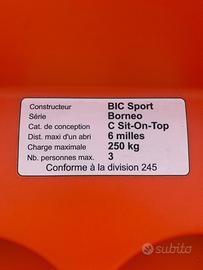 Constructeur BIC Sport
Série Borneo
Cat. de conception C Sit-On-Top
Dist. maxi d'un abri 6 milles
Charge maximale 250 kg
Nb. personnes max. 3
Conforme à la division 245
subito